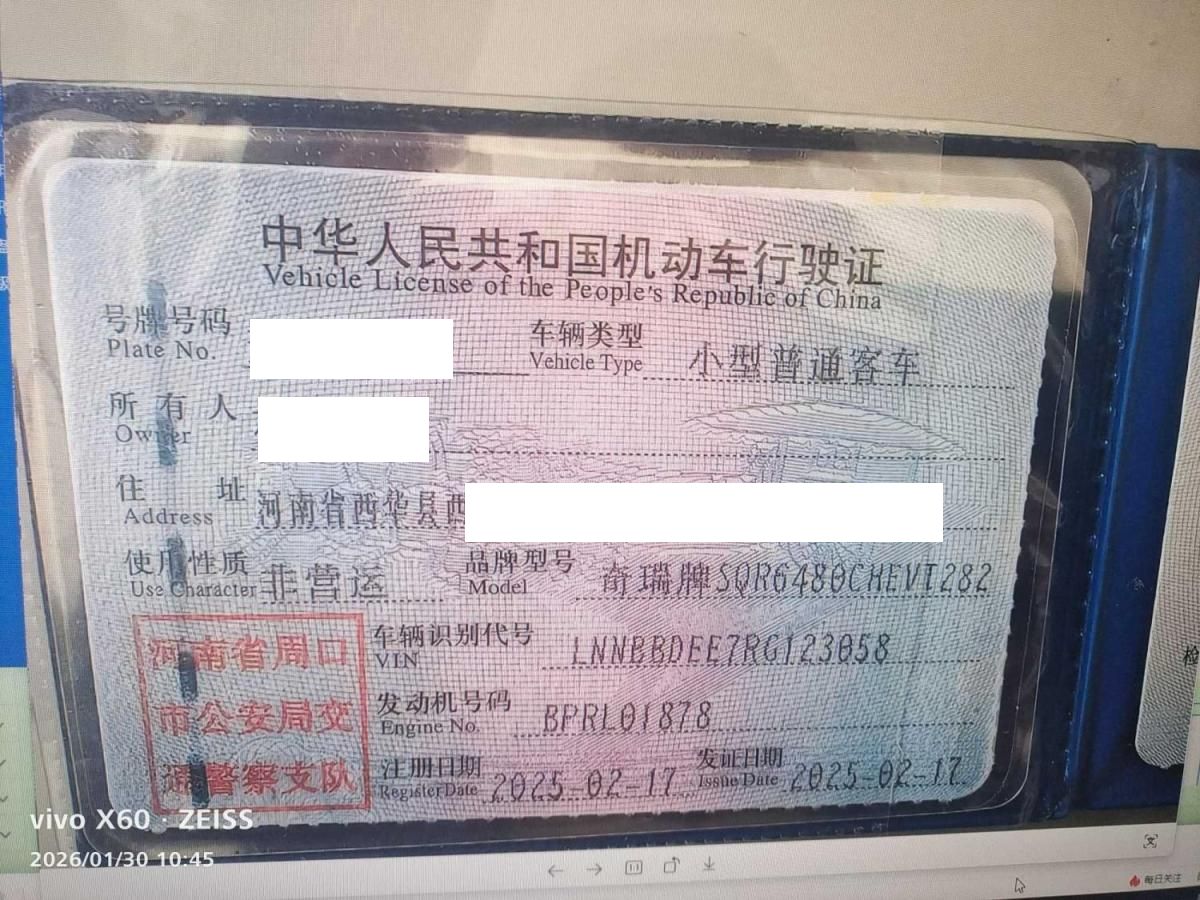 中华人民共和国机动车行驶证
Vehicle License of the People's Republic of China
号牌号码
Plate No.
车辆类型 小型普通客车
Vehicle Type
所有人
Owner
住址 河南省西华县西
Address
使用性质 非营运
Use Character
品牌型号 奇瑞牌SQR6480CHEVT282
Model
河南省周口
市公安局交
通警察支队
车辆识别代号 LNNBBDEE7RG123058
VIN
发动机号码 BPRL01878
Engine No.
注册日期 2025-02-17
Register Date
发证日期 2025-02-17
Issue Date
检
vivo X60 · ZEISS
2026/01/30 10:45
每日关注